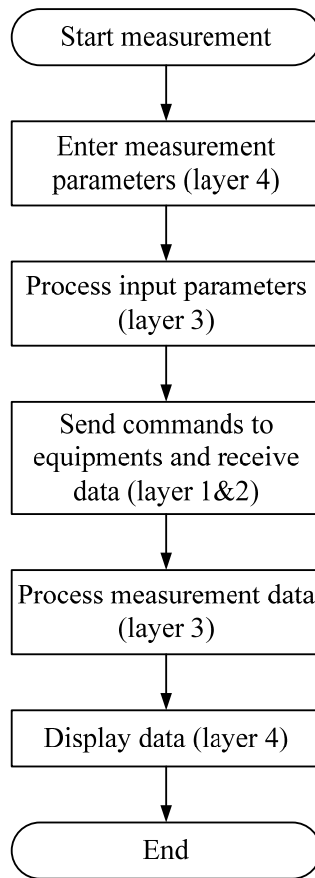 Start measurement
Enter measurement
parameters (layer 4)
Process input parameters
(layer 3)
Send commands to
equipments and receive
data (layer 1&2)
Process measurement data
(layer 3)
Display data (layer 4)
End